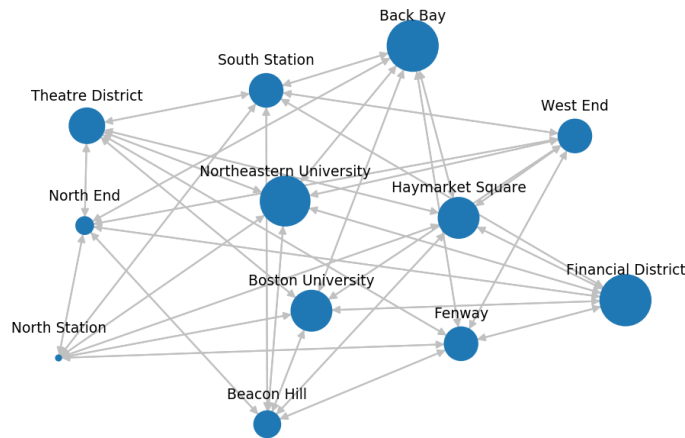 Back Bay
South Station
Theatre District
West End
Northeastern University
Haymarket Square
North End
Financial District
Boston University
Fenway
North Station
Beacon Hill